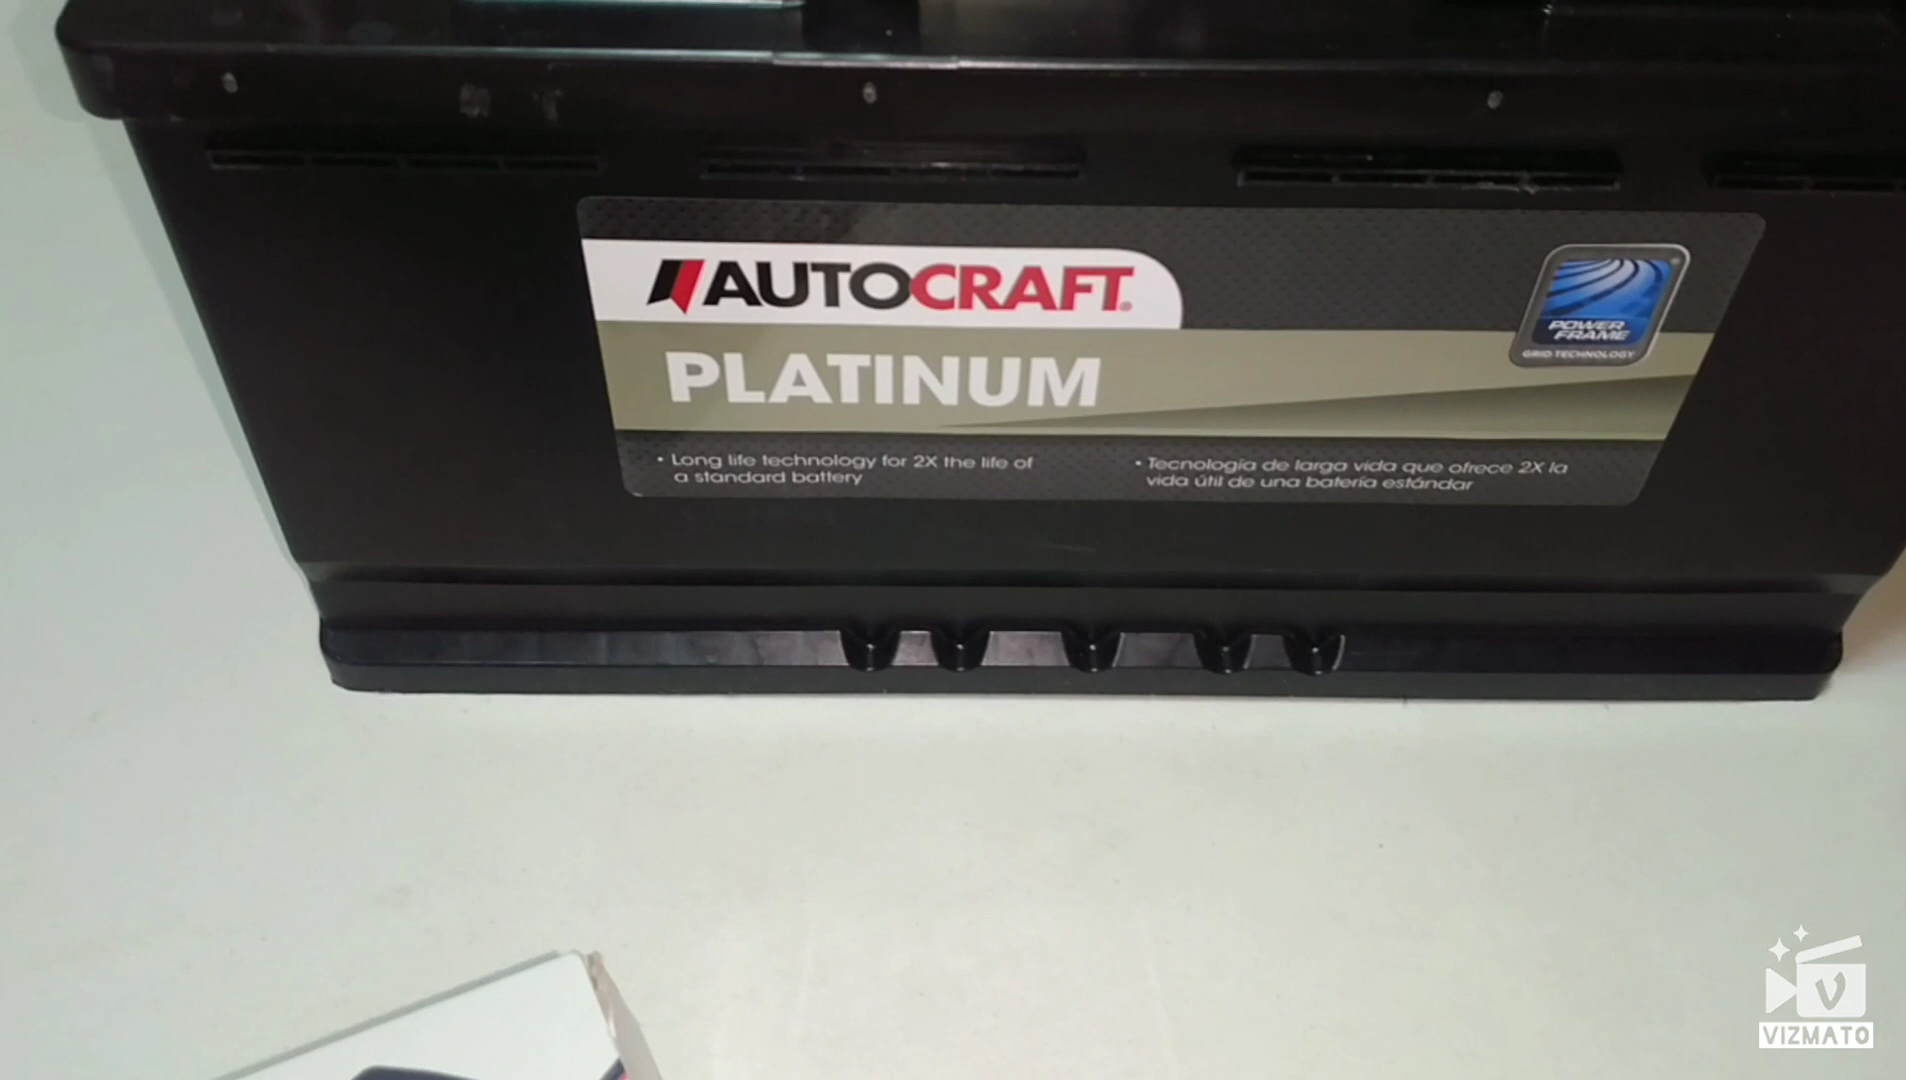 AUTOCRAFT
PLATINUM
POWER
FRAME
GRID TECHNOLOGY
• Long life technology for 2X the life of
a standard battery
• Tecnología de larga vida que ofrece 2X la
vida útil de una batería estándar
V
VIZMATO